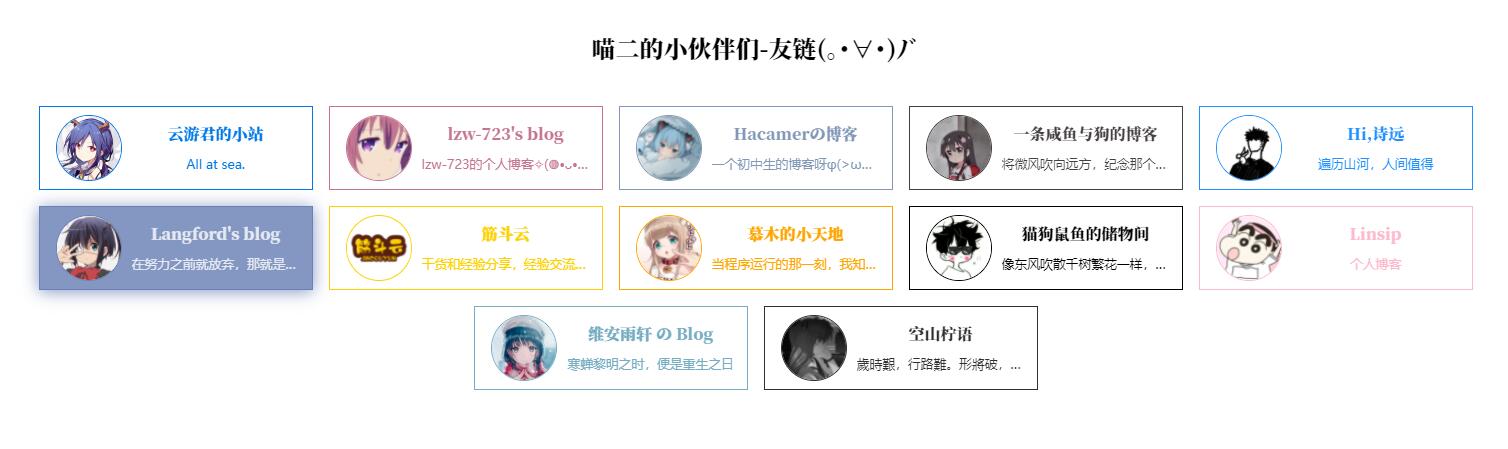 喵二的小伙伴们-友链(。・∀・)ﾉﾞ
云游君的小站
All at sea.
lzw-723's blog
lzw-723的个人博客✧(◍•ᴗ•...
Hacamerの博客
一个初中生的博客呀φ(>ω...
一条咸鱼与狗的博客
将微风吹向远方，纪念那个...
Hi,诗远
遍历山河，人间值得
Langford's blog
在努力之前就放弃，那就是...
筋斗云
干货和经验分享，经验交流...
慕木的小天地
当程序运行的那一刻，我知...
猫狗鼠鱼的储物间
像东风吹散千树繁花一样，...
Linsip
个人博客
维安雨轩 の Blog
寒蝉黎明之时，便是重生之日
空山柠语
歲時艱，行路難。形將破，...
筋斗云